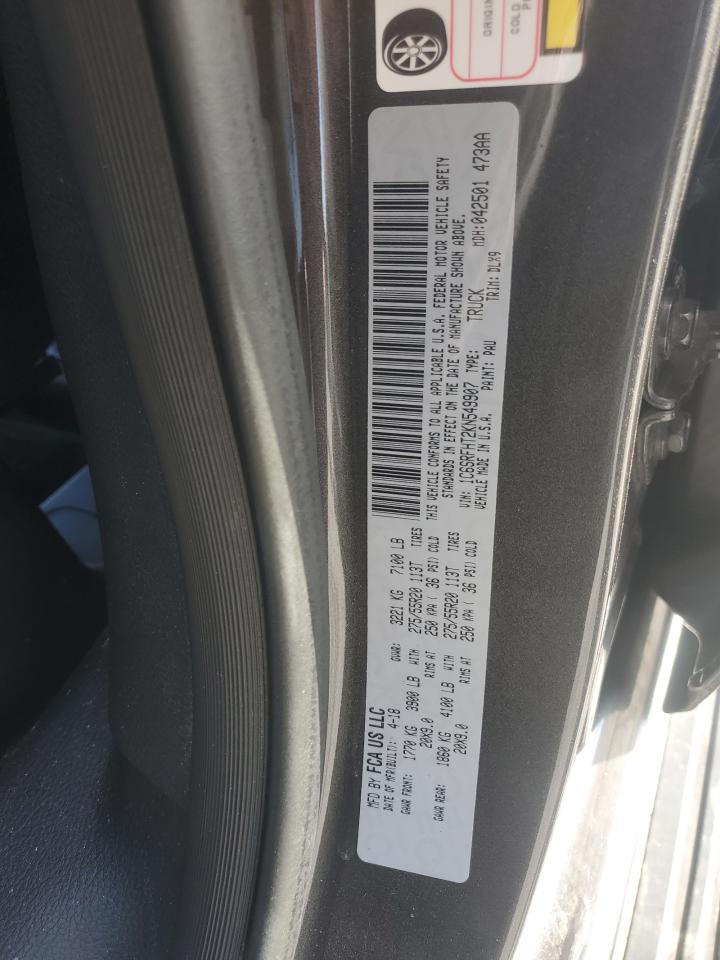 MFD BY FCA US LLC
DATE OF MFR(BUILT): 4-18 GVWR: 3221 KG 7100 LB
GAWR FRONT: 1770 KG 3900 LB WITH 275/55R20 113T TIRES
20X9.0 RIMS AT 250 KPA ( 36 PSI) COLD
GAWR REAR: 1860 KG 4100 LB WITH 275/55R20 113T TIRES
20X9.0 RIMS AT 250 KPA ( 36 PSI) COLD
THIS VEHICLE CONFORMS TO ALL APPLICABLE U.S.A. FEDERAL MOTOR VEHICLE SAFETY
STANDARDS IN EFFECT ON THE DATE OF MANUFACTURE SHOWN ABOVE.
VIN: 1C6SRFHT2KN549907 TYPE: TRUCK MDH:042501 473AA
VEHICLE MADE IN U.S.A. PAINT: PAU TRIM: DLX9
COLD